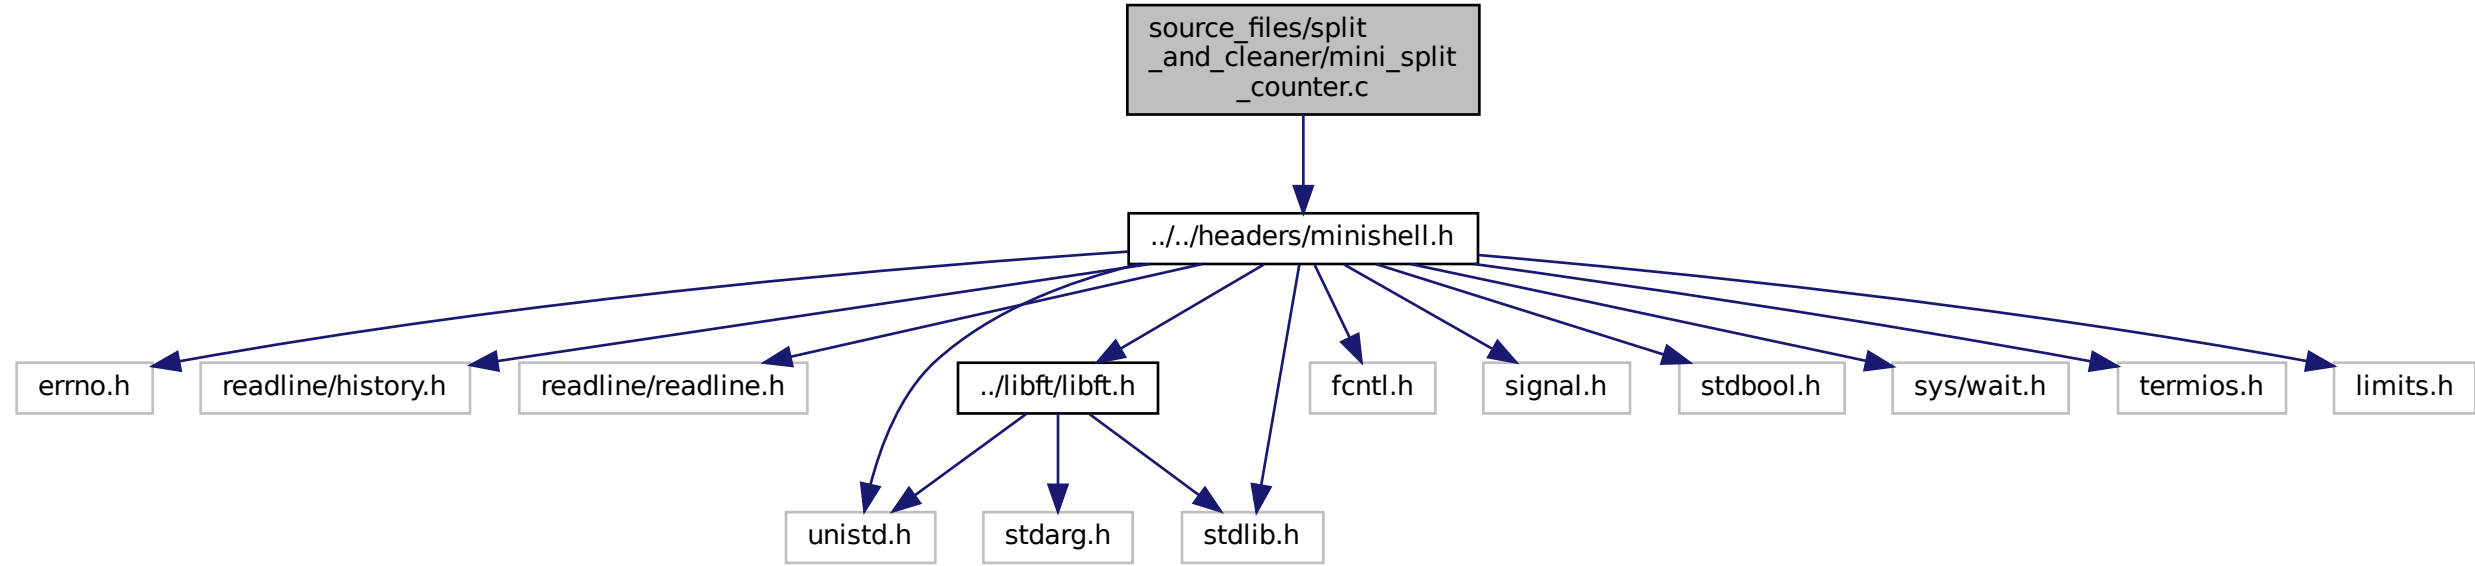 source_files/split
_and_cleaner/mini_split
_counter.c
../../headers/minishell.h
errno.h
readline/history.h
readline/readline.h
../libft/libft.h
fcntl.h
signal.h
stdbool.h
sys/wait.h
termios.h
limits.h
unistd.h
stdarg.h
stdlib.h